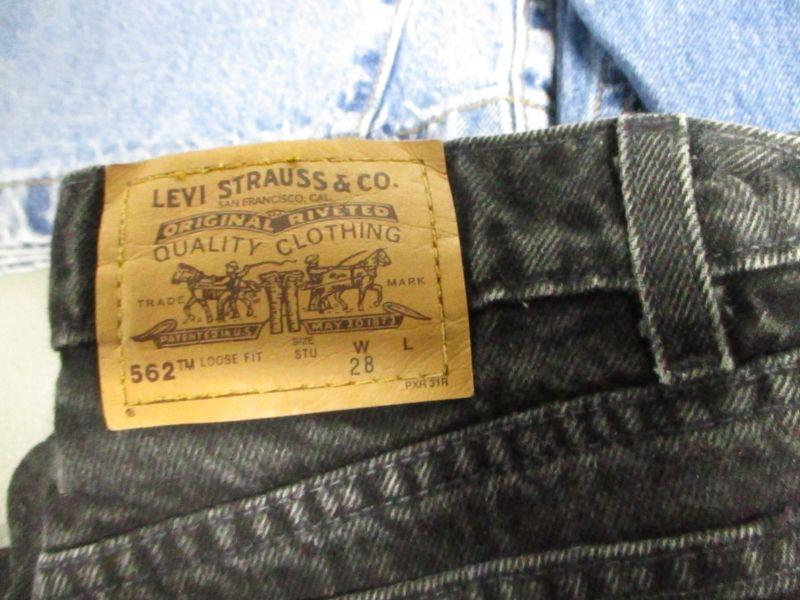 LEVI STRAUSS & CO.
SAN FRANCISCO, CAL.
ORIGINAL RIVETED
QUALITY CLOTHING
TRADE MARK
PATENTED IN U.S. MAY 20 1873
SIZE W L
562™ LOOSE FIT STU 28
PXR 31R
®